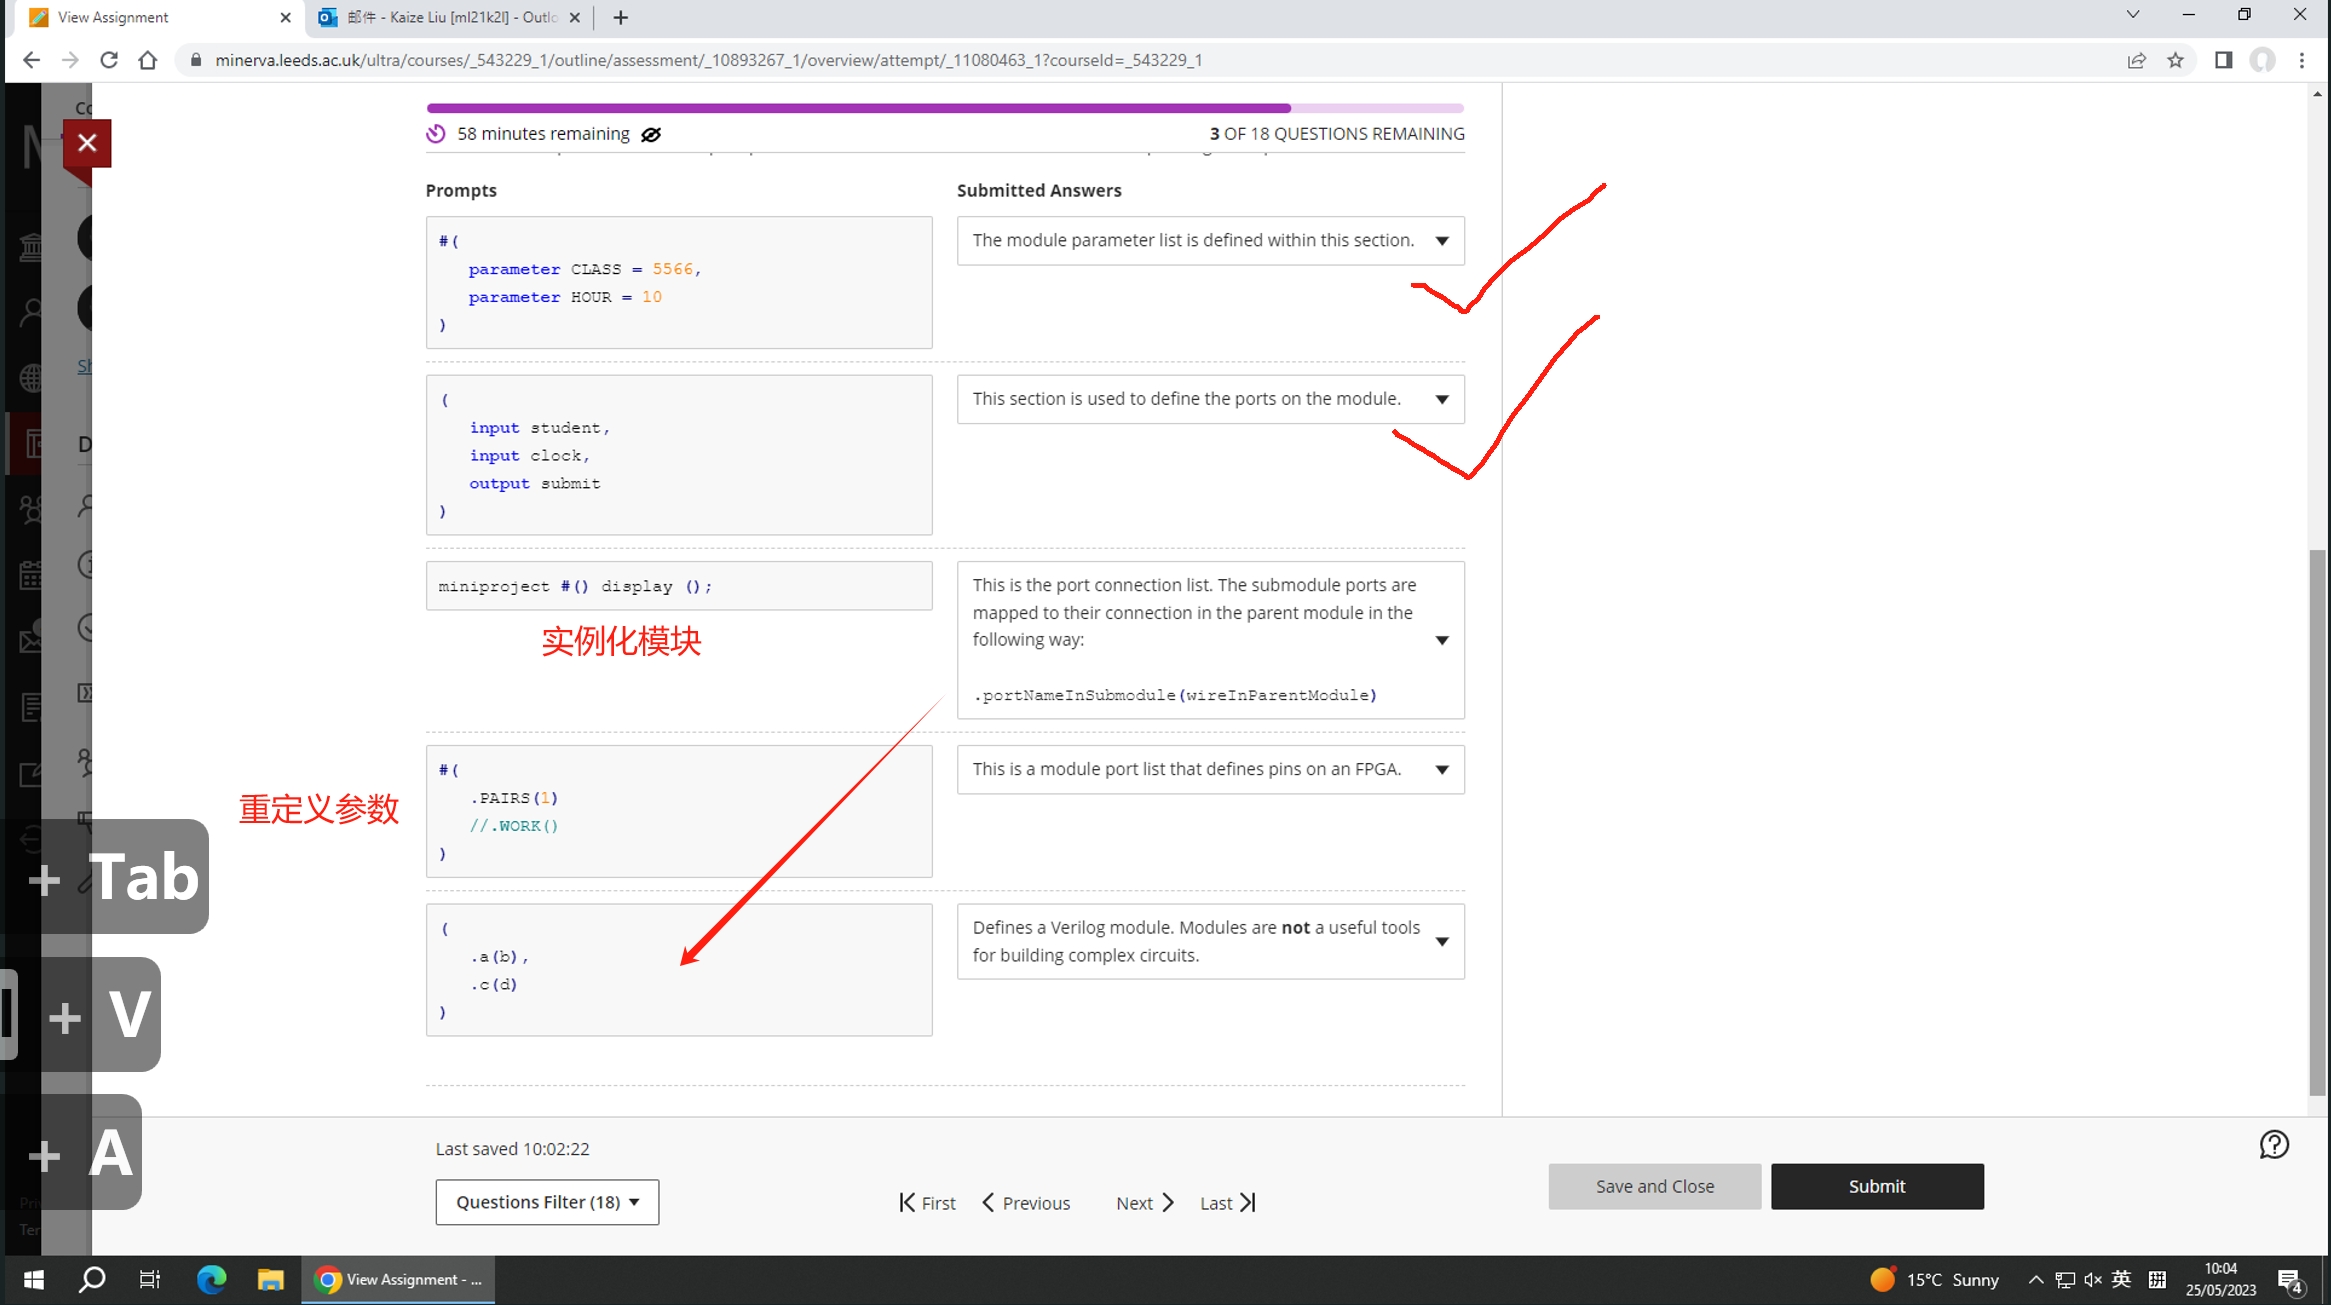 View Assignment
邮件 - Kaize Liu [ml21k2l] - Outlo
minerva.leeds.ac.uk/ultra/courses/_543229_1/outline/assessment/_10893267_1/overview/attempt/_11080463_1?courseId=_543229_1
58 minutes remaining
3 OF 18 QUESTIONS REMAINING
Prompts
Submitted Answers
#(
parameter CLASS = 5566,
parameter HOUR = 10
)
The module parameter list is defined within this section.
(
input student,
input clock,
output submit
)
This section is used to define the ports on the module.
miniproject #() display ();
实例化模块
This is the port connection list. The submodule ports are
mapped to their connection in the parent module in the
following way:
.portNameInSubmodule(wireInParentModule)
重定义参数
#(
.PAIRS(1)
//.WORK()
)
This is a module port list that defines pins on an FPGA.
(
.a(b),
.c(d)
)
Defines a Verilog module. Modules are not a useful tools
for building complex circuits.
+ Tab
+ V
+ A
Last saved 10:02:22
Questions Filter (18)
First
Previous
Next
Last
Save and Close
Submit
View Assignment - ...
15°C Sunny
英
拼
10:04
25/05/2023
4